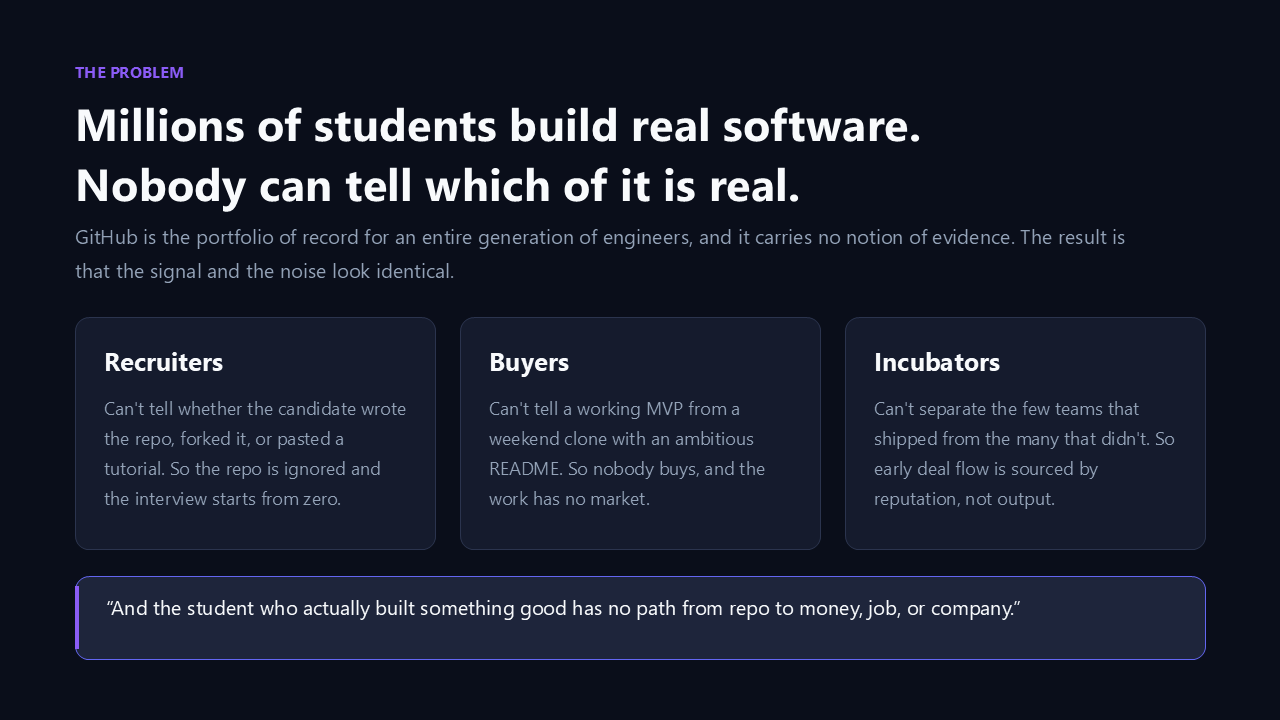 THE PROBLEM
Millions of students build real software.
Nobody can tell which of it is real.
GitHub is the portfolio of record for an entire generation of engineers, and it carries no notion of evidence. The result is
that the signal and the noise look identical.
Recruiters
Can't tell whether the candidate wrote
the repo, forked it, or pasted a
tutorial. So the repo is ignored and
the interview starts from zero.
Buyers
Can't tell a working MVP from a
weekend clone with an ambitious
README. So nobody buys, and the
work has no market.
Incubators
Can't separate the few teams that
shipped from the many that didn't. So
early deal flow is sourced by
reputation, not output.
“And the student who actually built something good has no path from repo to money, job, or company.”